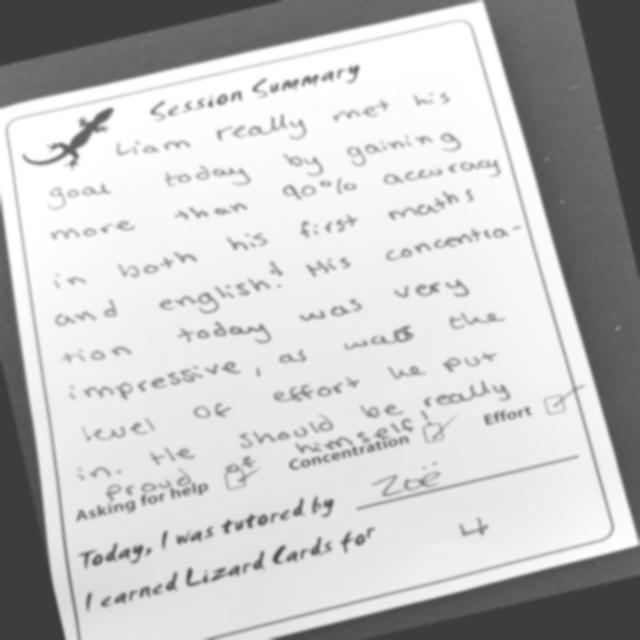 Session Summary
Liam really met his
goal today by gaining
more than 90% accuracy
in both his first maths
and english! His concentra-
tion today was very
impressive, as was the
level of effort he put
in. He should be really
proud of himself!
Asking for help Concentration Effort
Today, I was tutored by Zoë
I earned Lizard Cards for 4